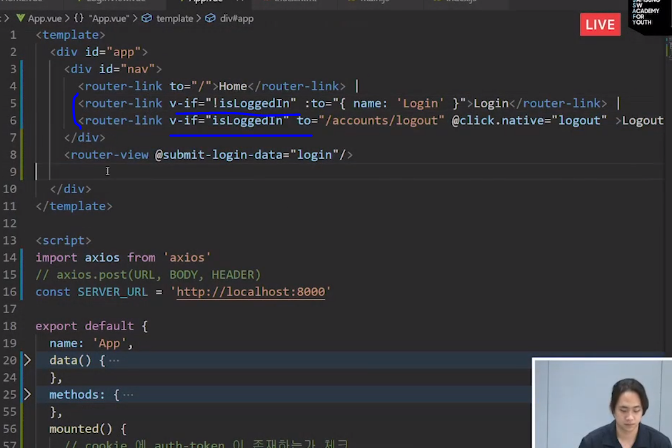 App.vue > "App.vue" > template > div#app
SW ACADEMY
FOR YOUTH
LIVE
1 <template>
2 <div id="app">
3 <div id="nav">
4 <router-link to="/">Home</router-link> |
5 <router-link v-if="!isLoggedIn" :to="{ name: 'Login' }">Login</router-link> |
6 <router-link v-if="isLoggedIn" to="/accounts/logout" @click.native="logout" >Logout
7 </div>
8 <router-view @submit-login-data="login"/>
9
10 </div>
11 </template>
12
13 <script>
14 import axios from 'axios'
15 // axios.post(URL, BODY, HEADER)
16 const SERVER_URL = 'http://localhost:8000'
17
18 export default {
19 name: 'App',
20 data() { ...
22 },
25 methods: { ...
56 },
57 mounted() {
58 // cookie 에 auth-token 이 존재하는가 체크